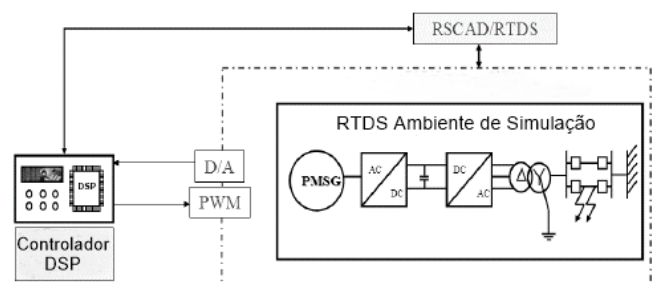 RSCAD/RTDS
RTDS Ambiente de Simulação
D/A
PWM
DSP
Controlador
DSP
PMSG
AC
DC
DC
AC
Δ
Y